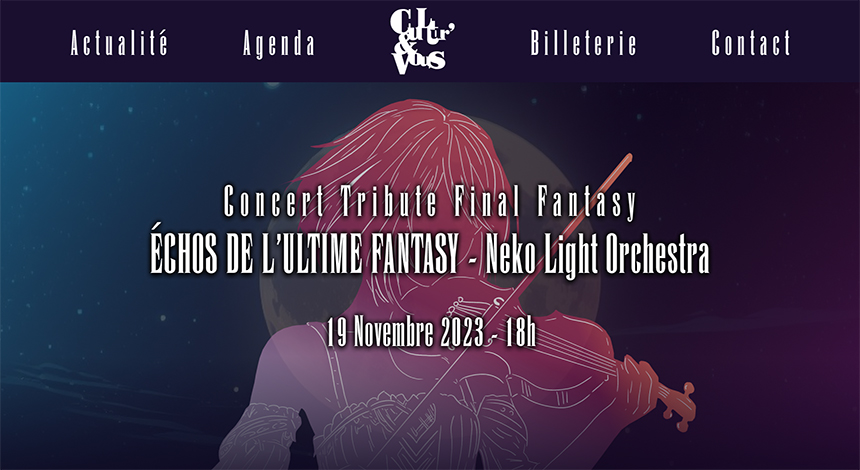 Actualité
Agenda
Cultur'
&
Vous
Billeterie
Contact
Concert Tribute Final Fantasy
ÉCHOS DE L'ULTIME FANTASY - Neko Light Orchestra
19 Novembre 2023 - 18h